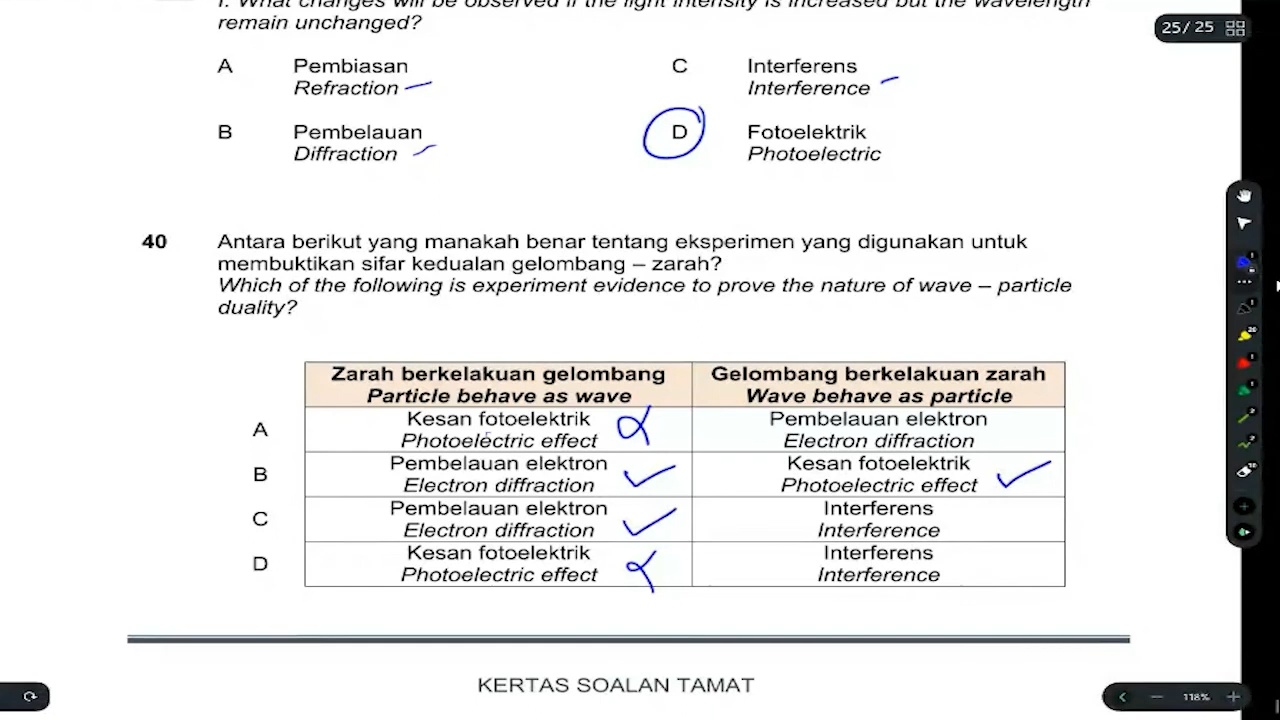 f. What changes will be observed if the light intensity is increased but the wavelength
remain unchanged?
25/ 25
A Pembiasan
Refraction
C Interferens
Interference
B Pembelauan
Diffraction
D Fotoelektrik
Photoelectric
40 Antara berikut yang manakah benar tentang eksperimen yang digunakan untuk
membuktikan sifar kedualan gelombang – zarah?
Which of the following is experiment evidence to prove the nature of wave – particle
duality?
Zarah berkelakuan gelombang
Particle behave as wave
Gelombang berkelakuan zarah
Wave behave as particle
A
Kesan fotoelektrik
Photoelectric effect
Pembelauan elektron
Electron diffraction
B
Pembelauan elektron
Electron diffraction
Kesan fotoelektrik
Photoelectric effect
C
Pembelauan elektron
Electron diffraction
Interferens
Interference
D
Kesan fotoelektrik
Photoelectric effect
Interferens
Interference
KERTAS SOALAN TAMAT
118%